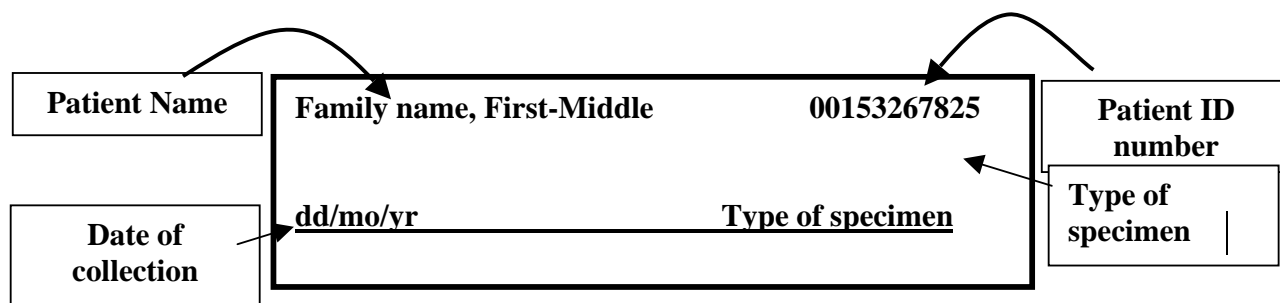 Patient Name
Family name, First-Middle 00153267825
Patient ID
number
dd/mo/yr Type of specimen
Date of
collection
Type of
specimen